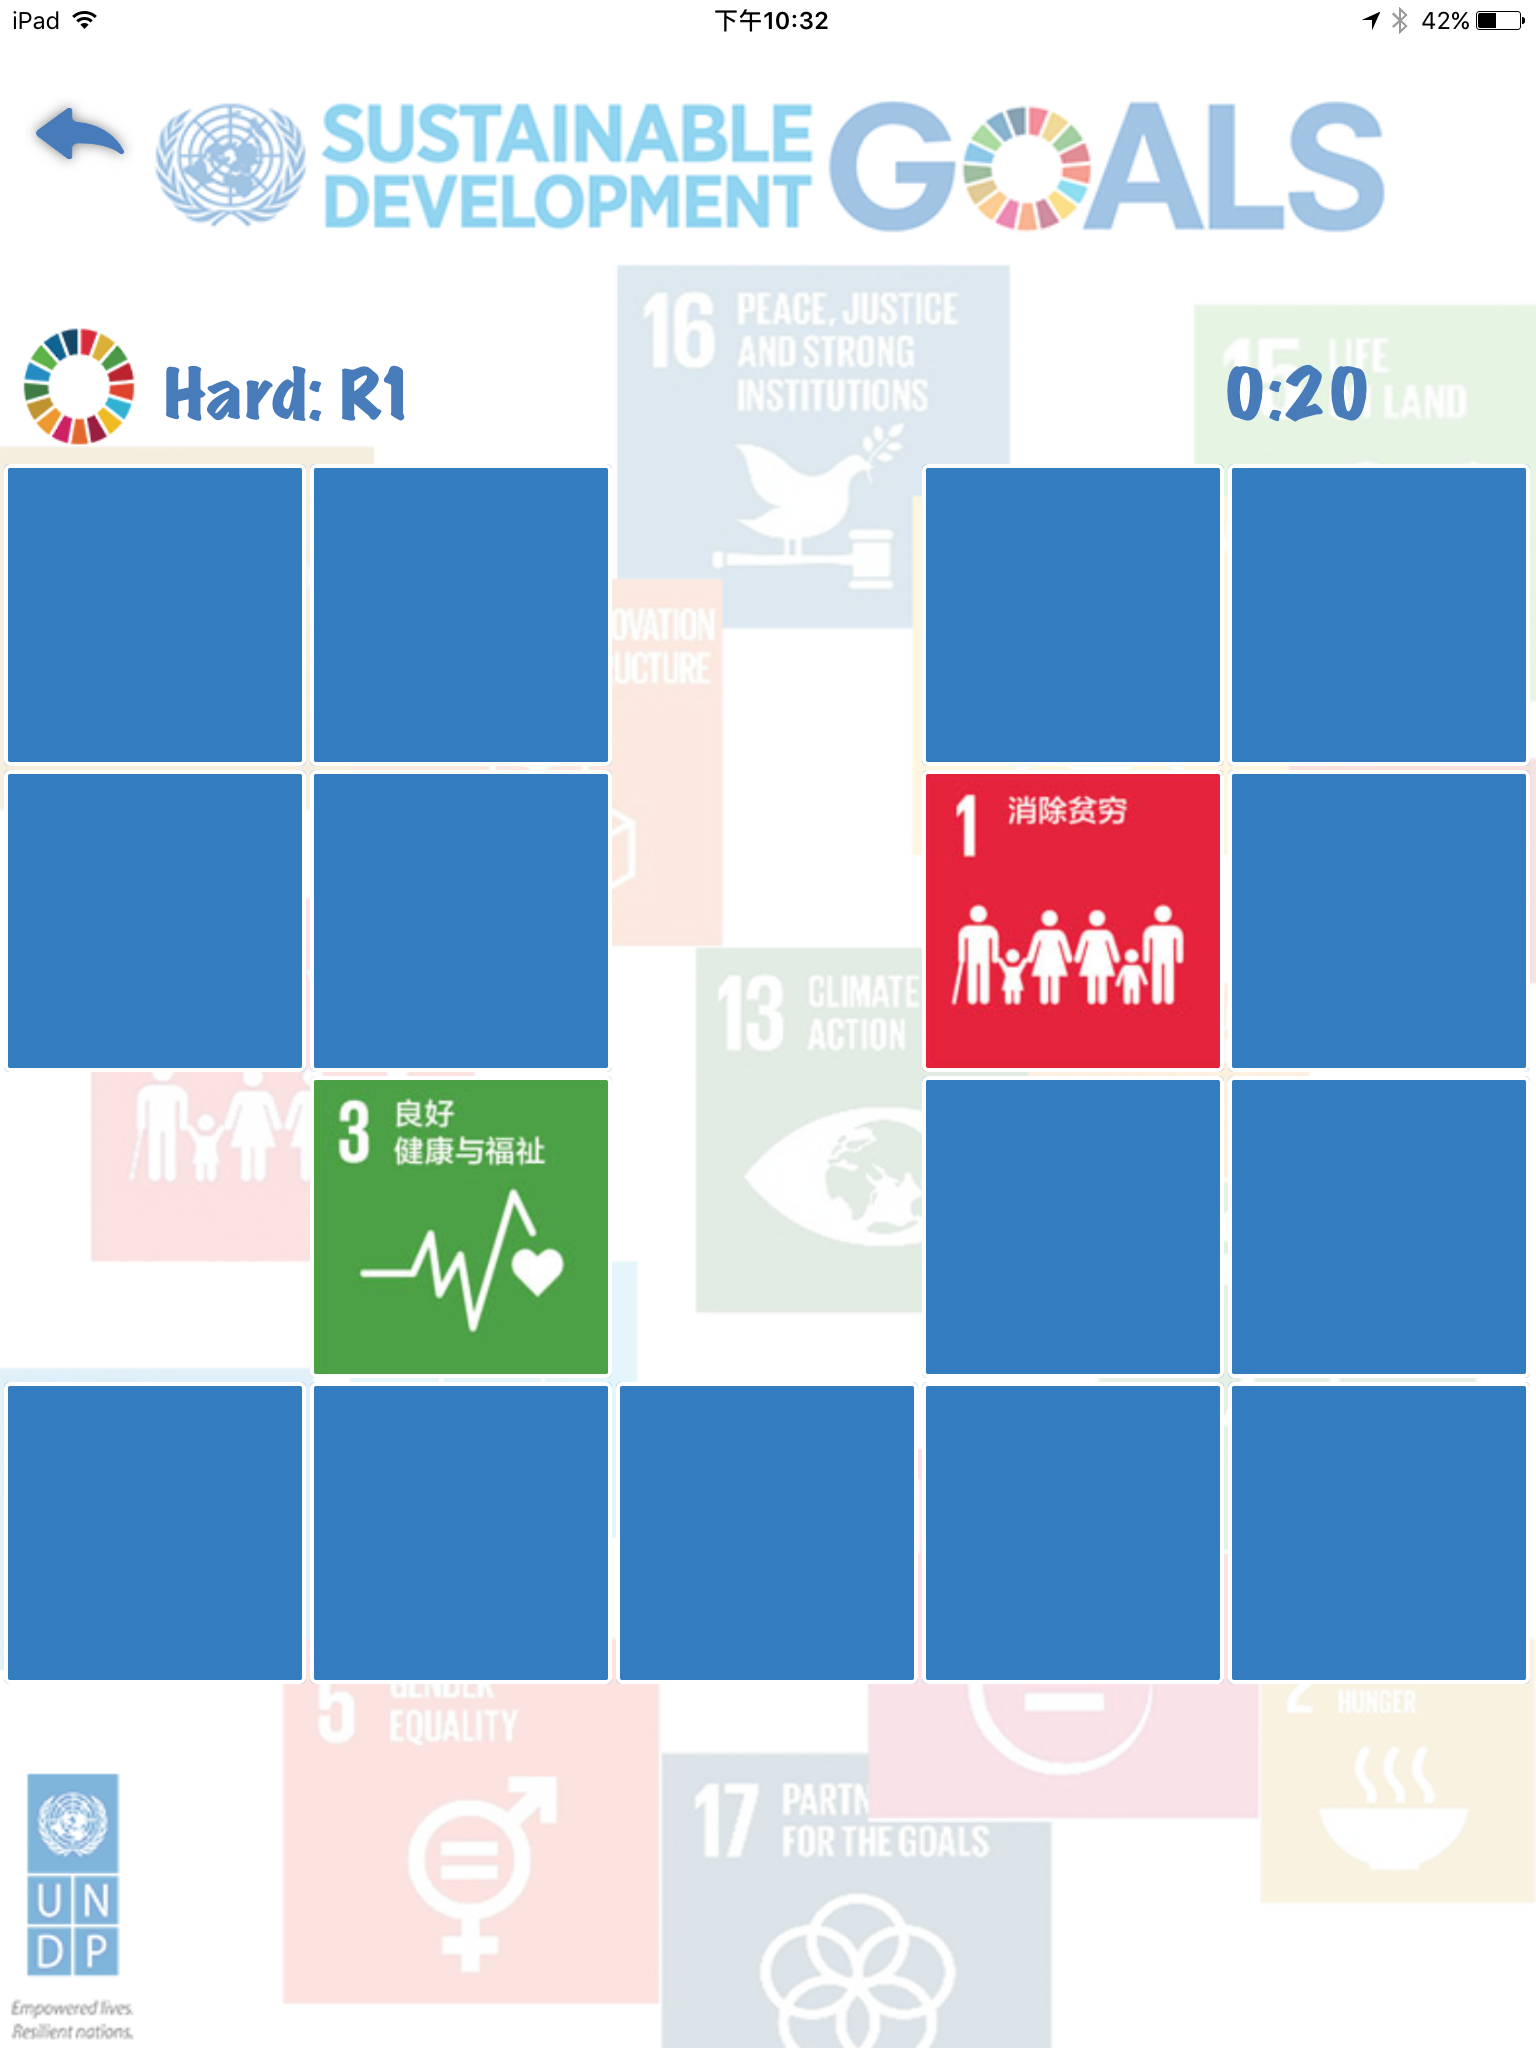 iPad
下午10:32
42%
SUSTAINABLE
DEVELOPMENT
GOALS
16
PEACE, JUSTICE
AND STRONG
INSTITUTIONS
15
LIFE
LAND
Hard: R1
0:20
OVATION
UCTURE
1
消除贫穷
13
CLIMATE
ACTION
3
良好
健康与福祉
5
GENDER
EQUALITY
2
HUNGER
17
PARTN
FOR THE GOALS
U N
D P
Empowered lives.
Resilient nations.